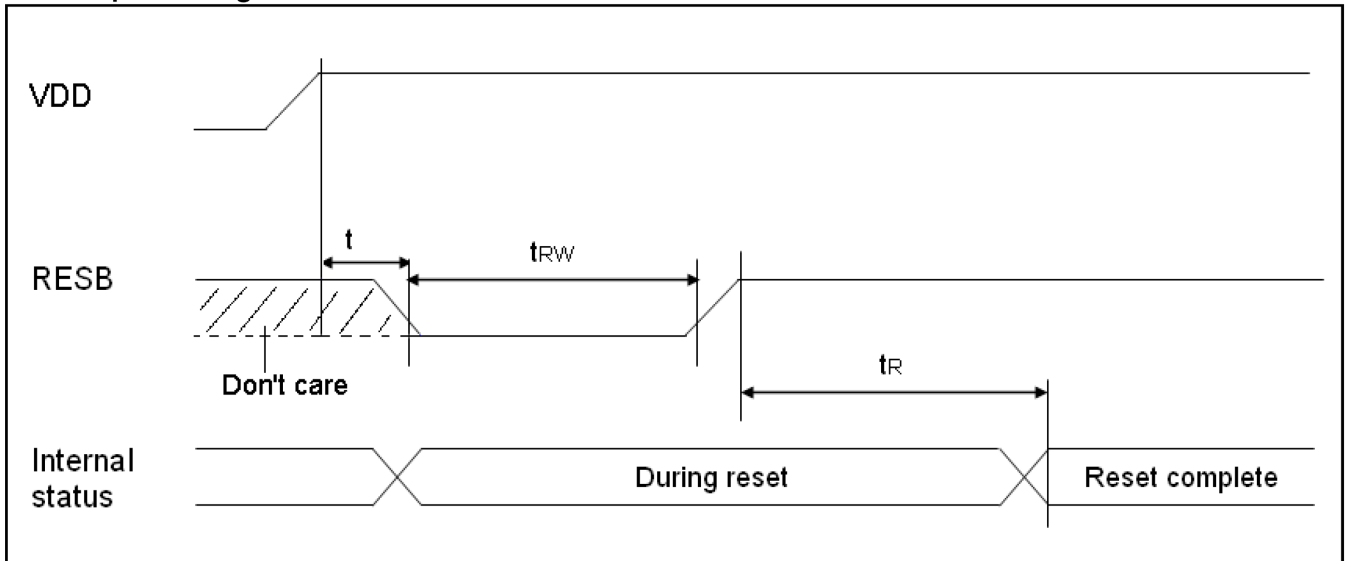 VDD
t
tRW
RESB
tR
Don't care
Internal
status
During reset
Reset complete